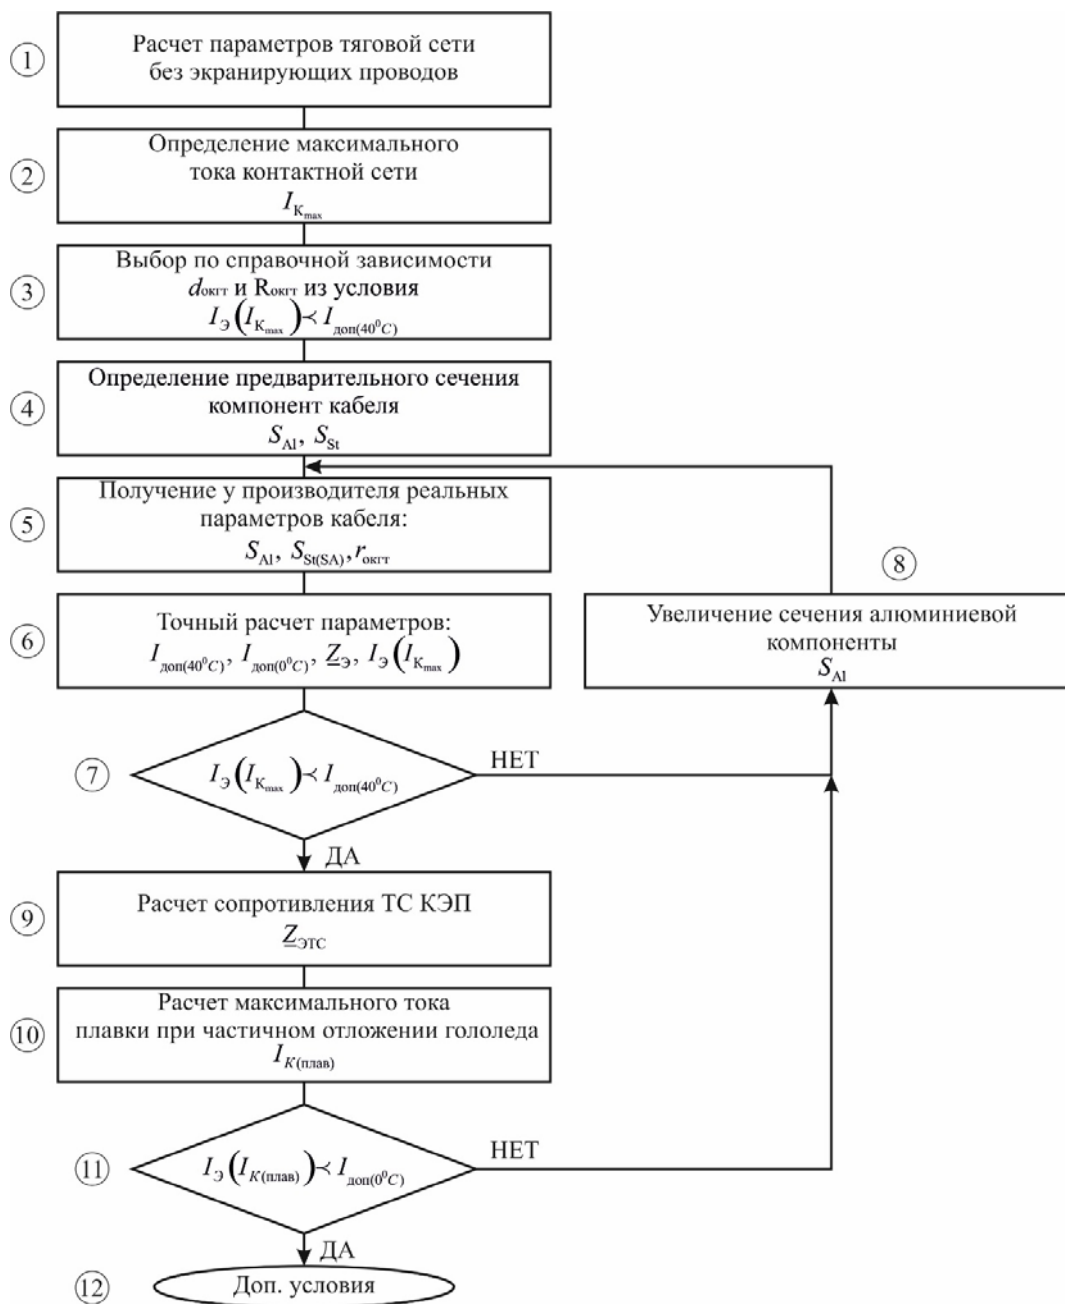 1
Расчет параметров тяговой сети
без экранирующих проводов
2
Определение максимального
тока контактной сети
I_Kmax
3
Выбор по справочной зависимости
dокгт и Rокгт из условия
I_Э(I_Kmax) ≺ I_доп(40⁰C)
4
Определение предварительного сечения
компонент кабеля
S_Al, S_St
5
Получение у производителя реальных
параметров кабеля:
S_Al, S_St(SA), r_окгт
6
Точный расчет параметров:
I_доп(40⁰C), I_доп(0⁰C), Z_Э, I_Э(I_Kmax)
8
Увеличение сечения алюминиевой
компоненты
S_Al
7
I_Э(I_Kmax) ≺ I_доп(40⁰C)
НЕТ
ДА
9
Расчет сопротивления ТС КЭП
Z_ЭТС
10
Расчет максимального тока
плавки при частичном отложении гололеда
I_K(плав)
11
I_Э(I_K(плав)) ≺ I_доп(0⁰C)
НЕТ
ДА
12
Доп. условия